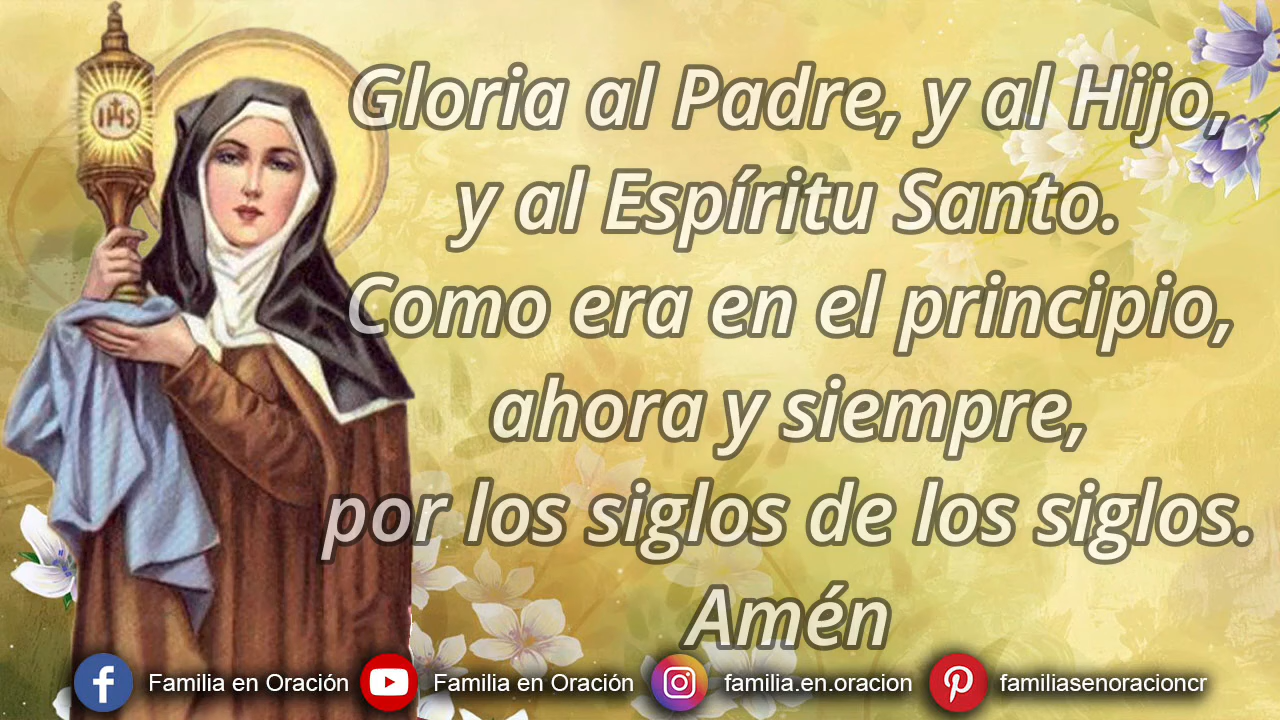 IHS
Gloria al Padre, y al Hijo,
y al Espíritu Santo.
Como era en el principio,
ahora y siempre,
por los siglos de los siglos.
Amén
Familia en Oración
Familia en Oración
familia.en.oracion
familiasenoracioncr